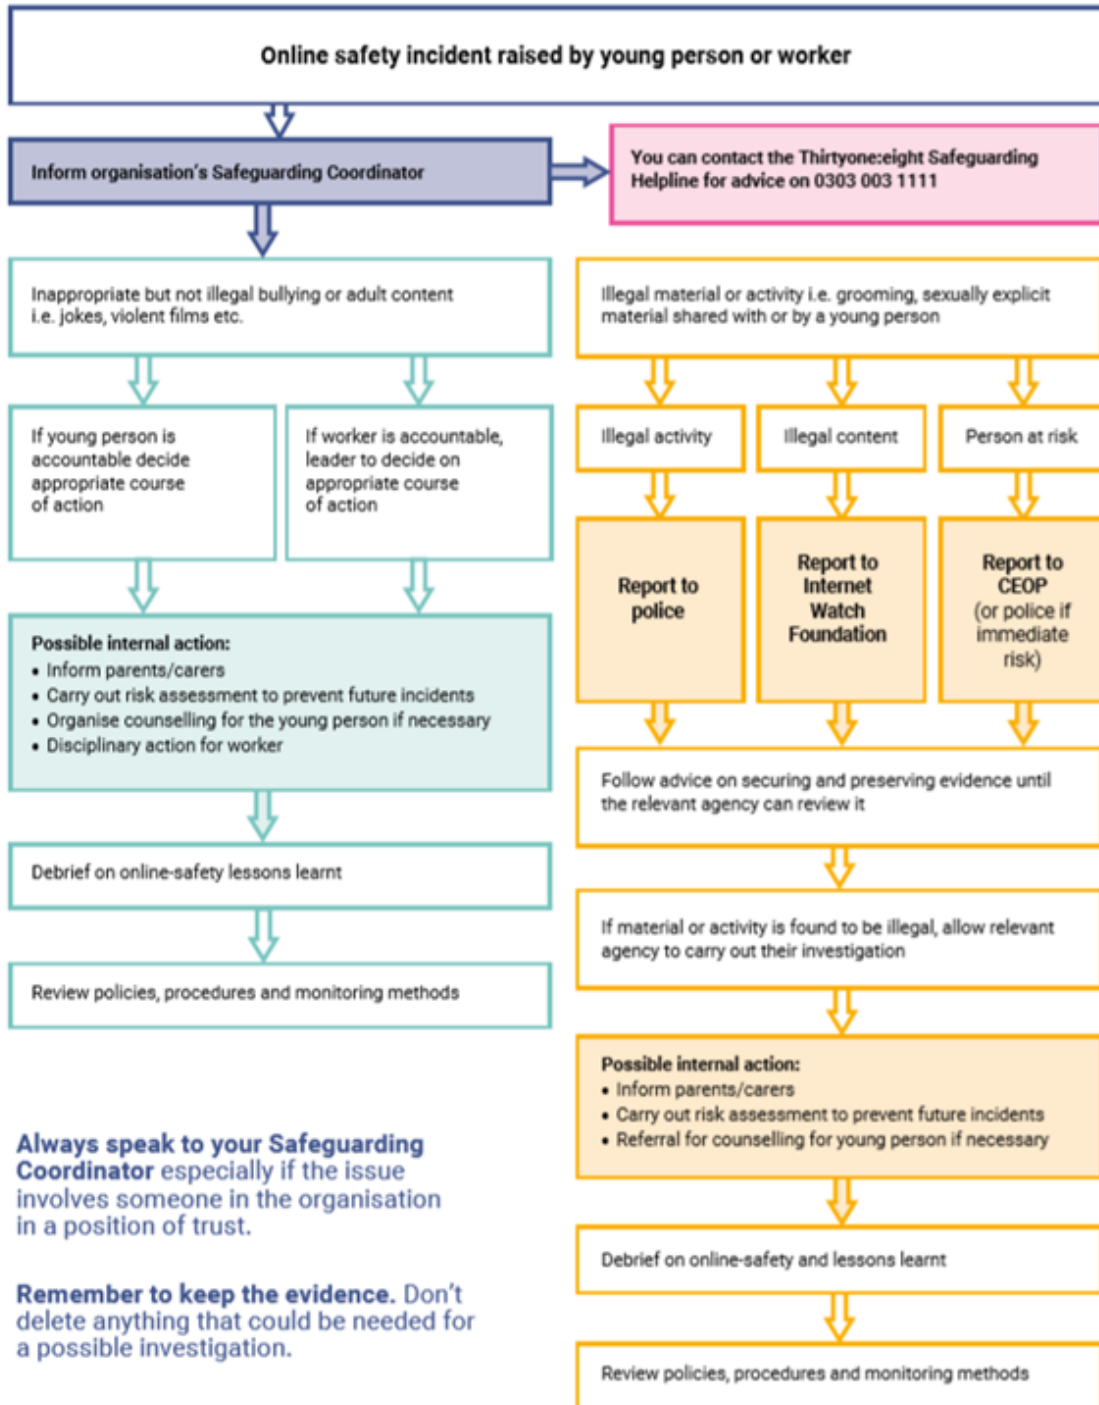 Online safety incident raised by young person or worker
Inform organisation's Safeguarding Coordinator
You can contact the Thirtyone:eight Safeguarding
Helpline for advice on 0303 003 1111
Inappropriate but not illegal bullying or adult content
i.e. jokes, violent films etc.
If young person is
accountable decide
appropriate course
of action
If worker is accountable,
leader to decide on
appropriate course
of action
Possible internal action:
• Inform parents/carers
• Carry out risk assessment to prevent future incidents
• Organise counselling for the young person if necessary
• Disciplinary action for worker
Debrief on online-safety lessons learnt
Review policies, procedures and monitoring methods
Illegal material or activity i.e. grooming, sexually explicit
material shared with or by a young person
Illegal activity
Illegal content
Person at risk
Report to
police
Report to
Internet
Watch
Foundation
Report to
CEOP
(or police if
immediate
risk)
Follow advice on securing and preserving evidence until
the relevant agency can review it
If material or activity is found to be illegal, allow relevant
agency to carry out their investigation
Possible internal action:
• Inform parents/carers
• Carry out risk assessment to prevent future incidents
• Referral for counselling for young person if necessary
Debrief on online-safety and lessons learnt
Review policies, procedures and monitoring methods
Always speak to your Safeguarding
Coordinator especially if the issue
involves someone in the organisation
in a position of trust.
Remember to keep the evidence. Don't
delete anything that could be needed for
a possible investigation.